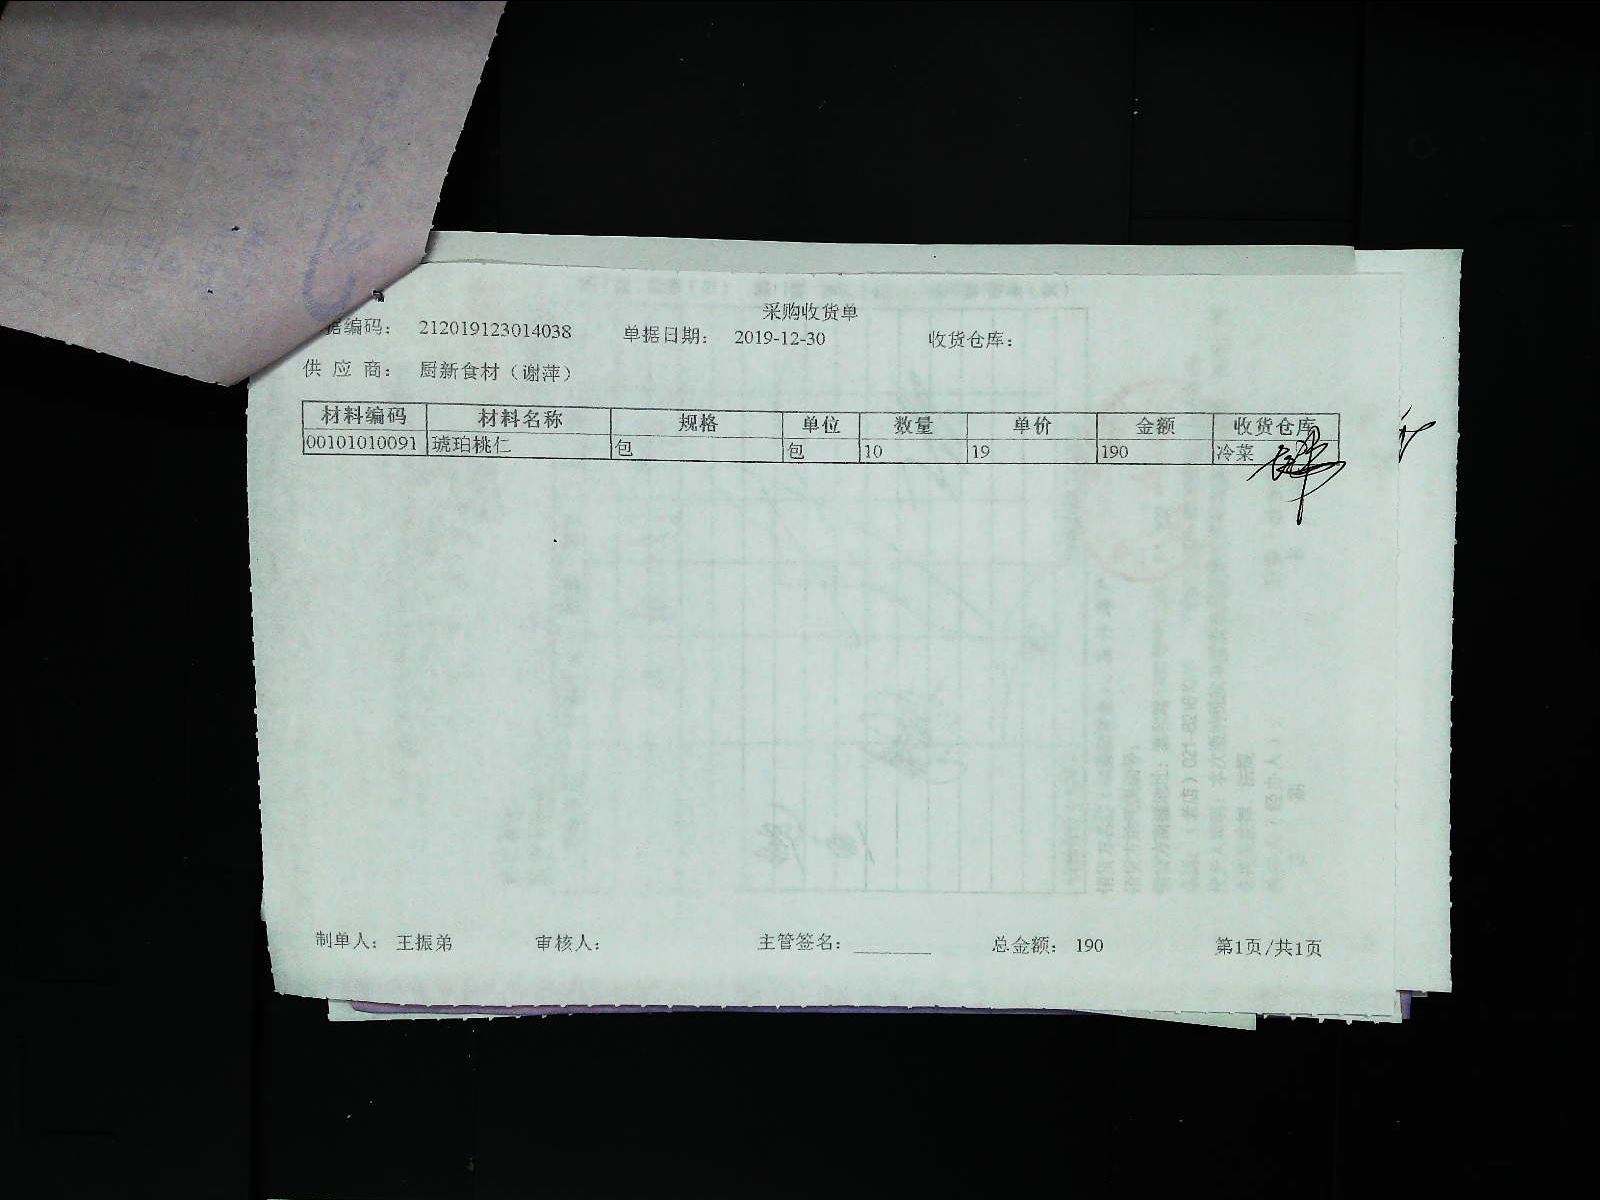 采购收货单
据编码： 212019123014038 单据日期： 2019-12-30 收货仓库：
供 应 商： 厨新食材（谢萍）
材料编码 材料名称 规格 单位 数量 单价 金额 收货仓库
00101010091 琥珀桃仁 包 包 10 19 190 冷菜
制单人： 王振弟 审核人： 主管签名：________ 总金额： 190 第1页/共1页